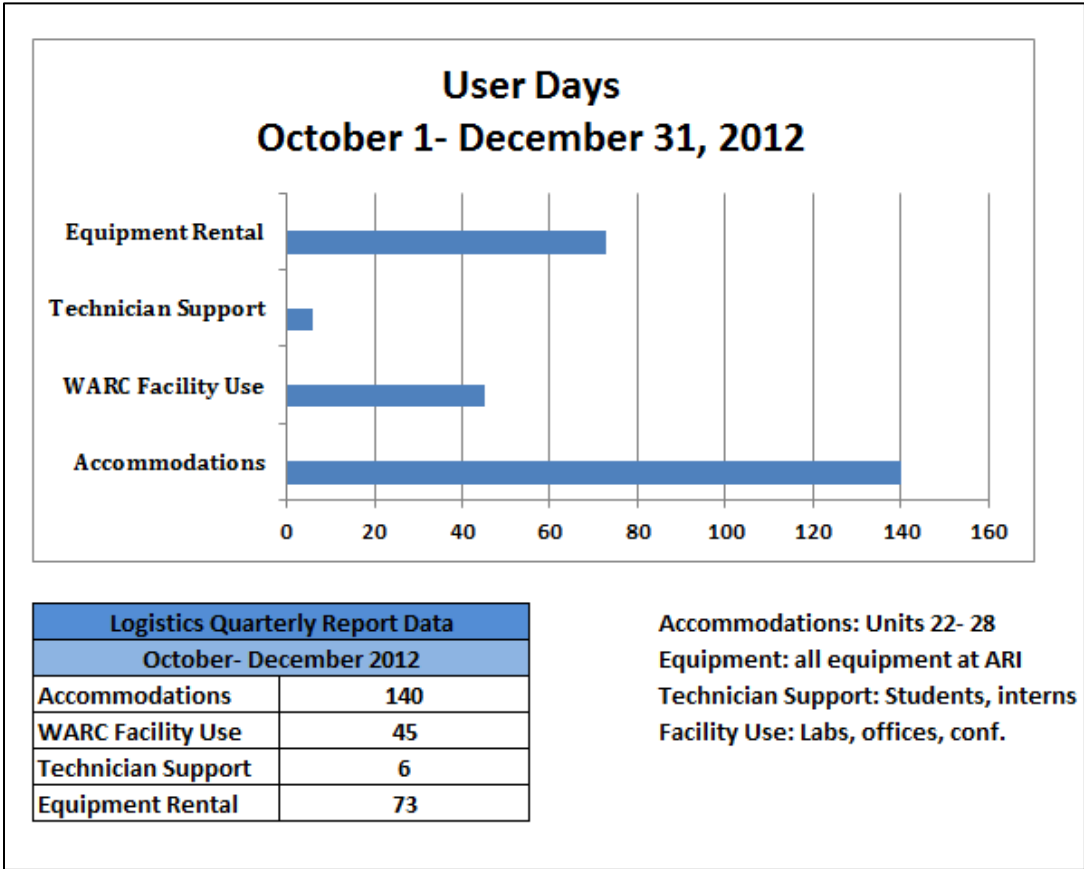 User Days
October 1- December 31, 2012
Equipment Rental
Technician Support
WARC Facility Use
Accommodations
0 20 40 60 80 100 120 140 160
Logistics Quarterly Report Data
October- December 2012
Accommodations 140
WARC Facility Use 45
Technician Support 6
Equipment Rental 73
Accommodations: Units 22- 28
Equipment: all equipment at ARI
Technician Support: Students, interns
Facility Use: Labs, offices, conf.